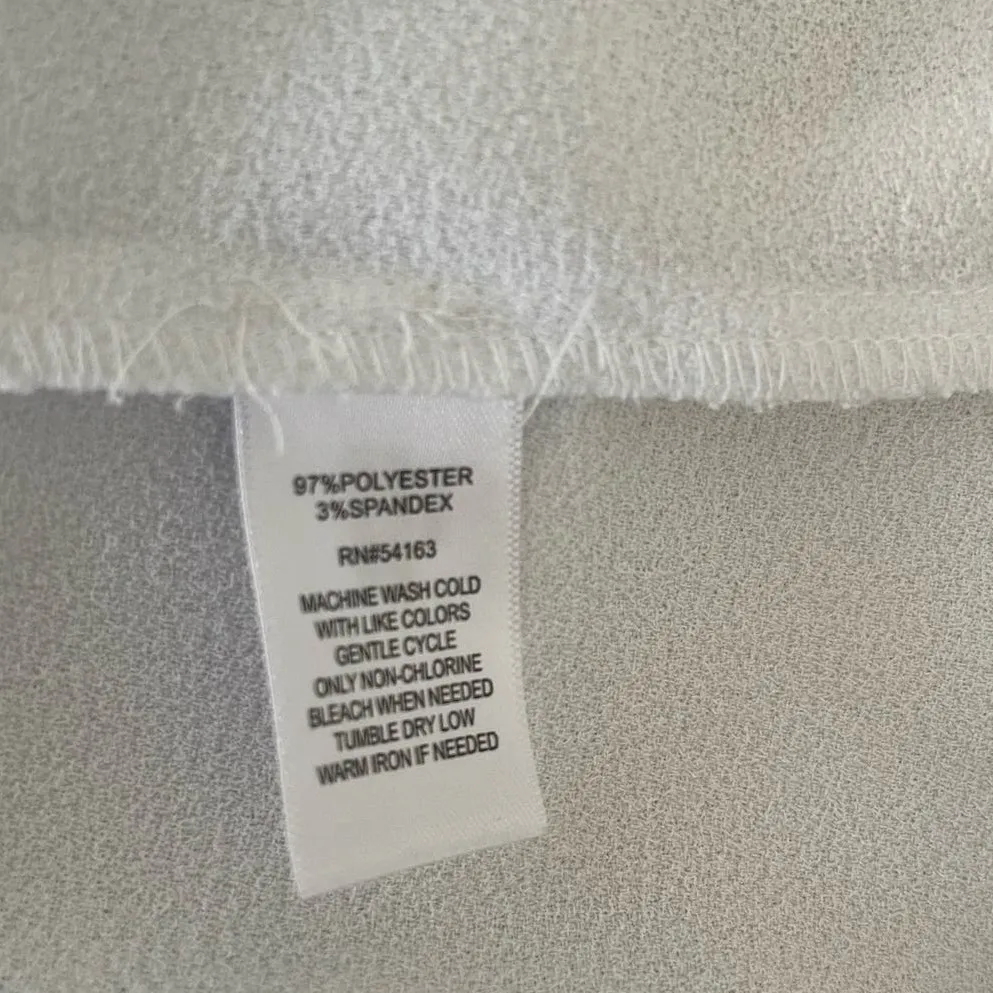 97%POLYESTER
3%SPANDEX
RN#54163
MACHINE WASH COLD
WITH LIKE COLORS
GENTLE CYCLE
ONLY NON-CHLORINE
BLEACH WHEN NEEDED
TUMBLE DRY LOW
WARM IRON IF NEEDED